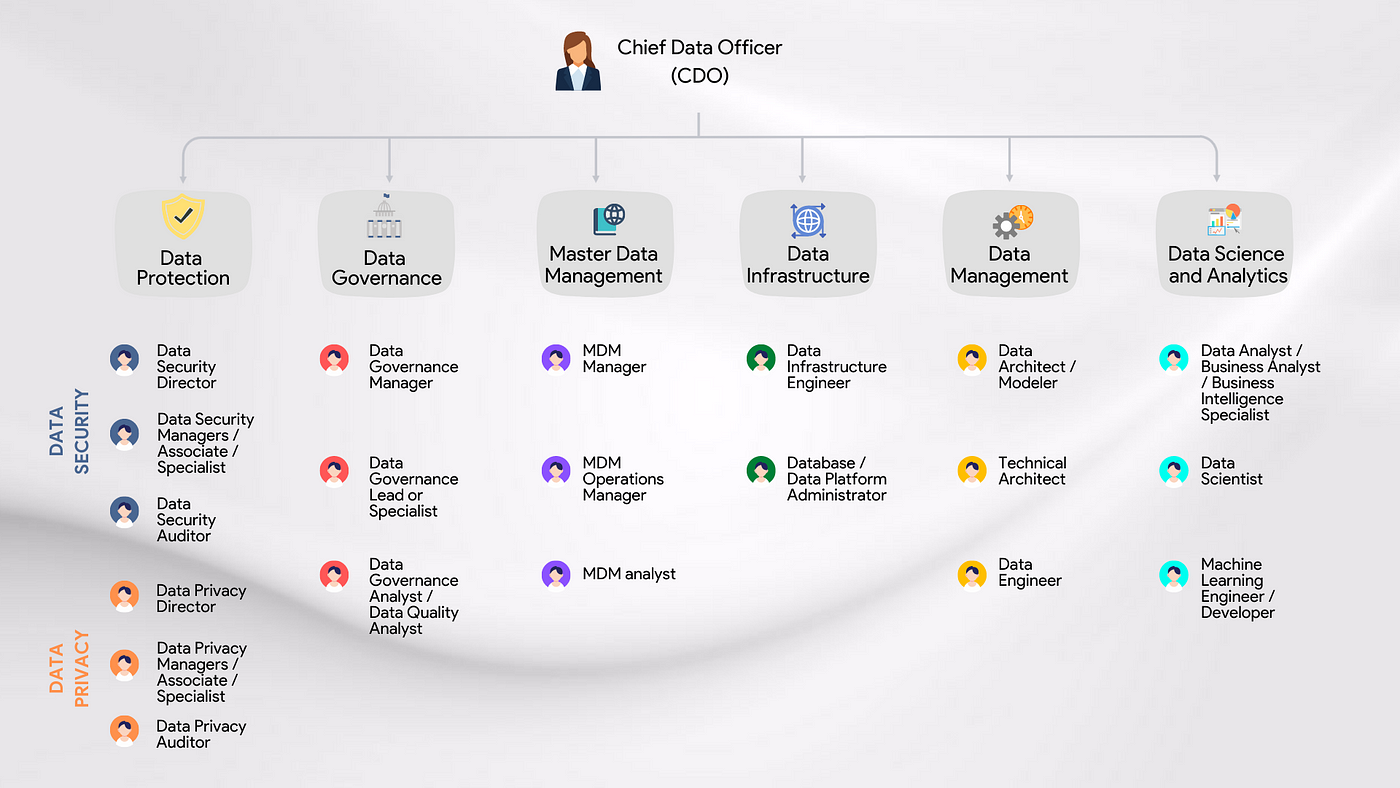 Chief Data Officer
(CDO)
Data
Protection
Data
Governance
Master Data
Management
Data
Infrastructure
Data
Management
Data Science
and Analytics
DATA
SECURITY
Data
Security
Director
Data Security
Managers /
Associate /
Specialist
Data
Security
Auditor
DATA
PRIVACY
Data Privacy
Director
Data Privacy
Managers /
Associate /
Specialist
Data Privacy
Auditor
Data
Governance
Manager
Data
Governance
Lead or
Specialist
Data
Governance
Analyst /
Data Quality
Analyst
MDM
Manager
MDM
Operations
Manager
MDM analyst
Data
Infrastructure
Engineer
Database /
Data Platform
Administrator
Data
Architect /
Modeler
Technical
Architect
Data
Engineer
Data Analyst /
Business Analyst
/ Business
Intelligence
Specialist
Data
Scientist
Machine
Learning
Engineer /
Developer